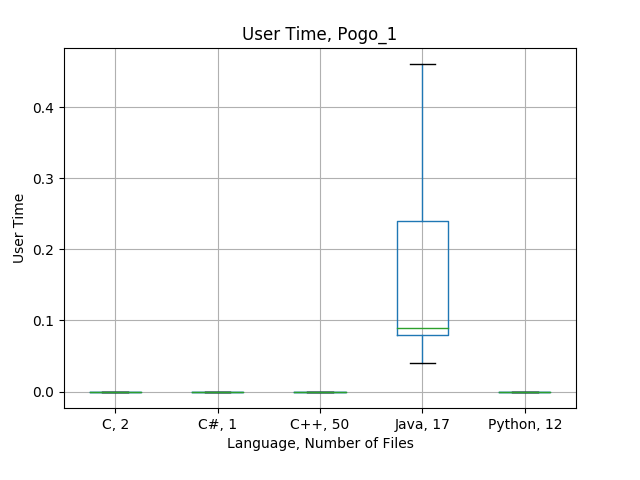 User Time, Pogo_1
User Time
0.4
0.3
0.2
0.1
0.0
C, 2
C#, 1
C++, 50
Java, 17
Python, 12
Language, Number of Files